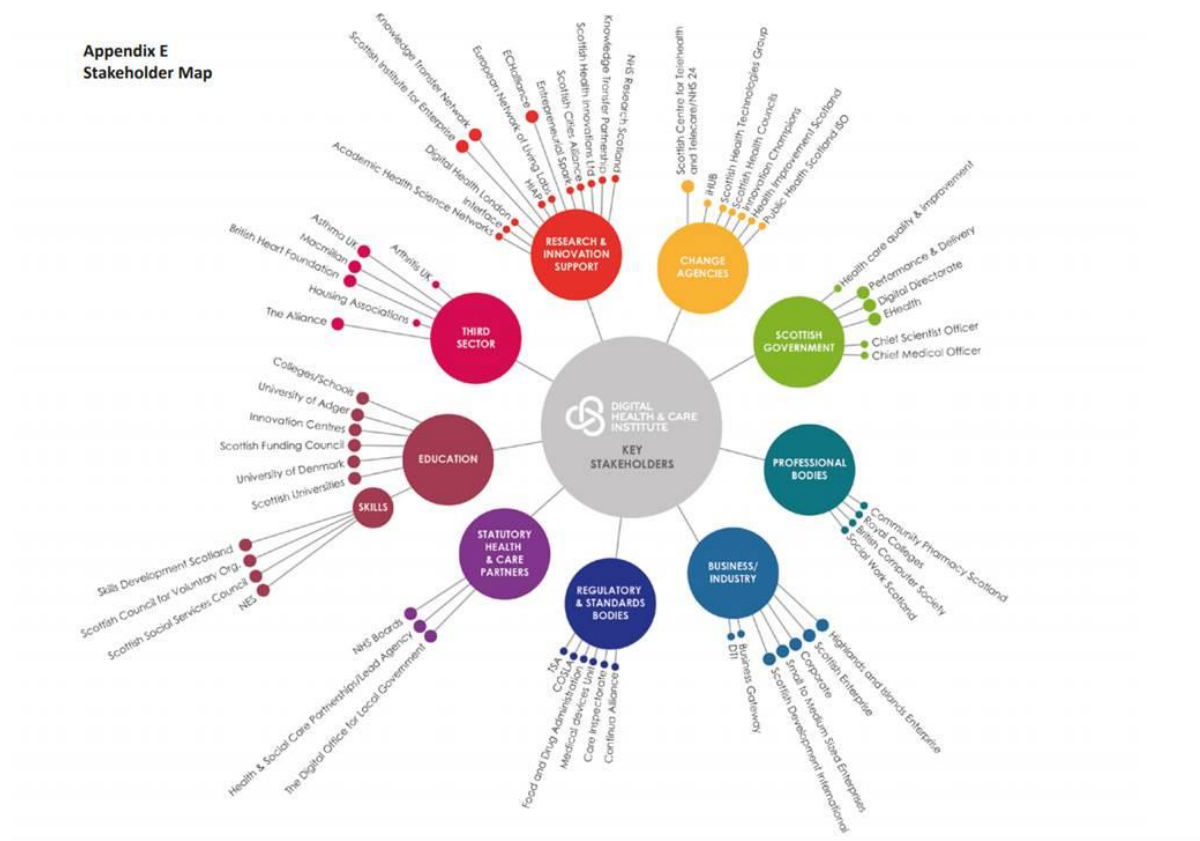 Appendix E
Stakeholder Map
DIGITAL
HEALTH & CARE
INSTITUTE
KEY
STAKEHOLDERS
RESEARCH &
INNOVATION
SUPPORT
Academic Health Science Networks
Interface
Digital Health London
Scottish Institute for Enterprise
Knowledge Transfer Network
HIAP
European Network of Living Labs
ECHalliance
Entrepreneurial Spark
Scottish Cities Alliance
Scottish Health Innovations Ltd
Knowledge Transfer Partnership
NHS Research Scotland
CHANGE
AGENCIES
Scottish Centre for Telehealth
and Telecare/NHS 24
iHUB
Scottish Health Technologies Group
Scottish Health Councils
Innovation Champions
Health Improvement Scotland
Public Health Scotland ISD
SCOTTISH
GOVERNMENT
Health care quality & improvement
Performance & Delivery
Digital Directorate
EHealth
Chief Scientist Officer
Chief Medical Officer
PROFESSIONAL
BODIES
Community Pharmacy Scotland
Royal Colleges
British Computer Society
Social Work Scotland
BUSINESS/
INDUSTRY
Highlands and Islands Enterprise
Scottish Enterprise
Corporate
Small to Medium Sized Enterprises
Scottish Development International
Business Gateway
DTI
REGULATORY
& STANDARDS
BODIES
TSA
COSLA
Food and Drug Administration
Medical devices Unit
Care Inspectorate
Continua Alliance
STATUTORY
HEALTH
& CARE
PARTNERS
NHS Boards
Health & Social Care Partnerships/Lead Agency
The Digital Office for Local Government
EDUCATION
Colleges/Schools
University of Adger
Innovation Centres
Scottish Funding Council
University of Denmark
Scottish Universities
SKILLS
Skills Development Scotland
Scottish Council for Voluntary Org.
Scottish Social Services Council
NES
THIRD
SECTOR
Arthritis UK
Asthma UK
Macmillan
British Heart Foundation
Housing Associations
The Alliance